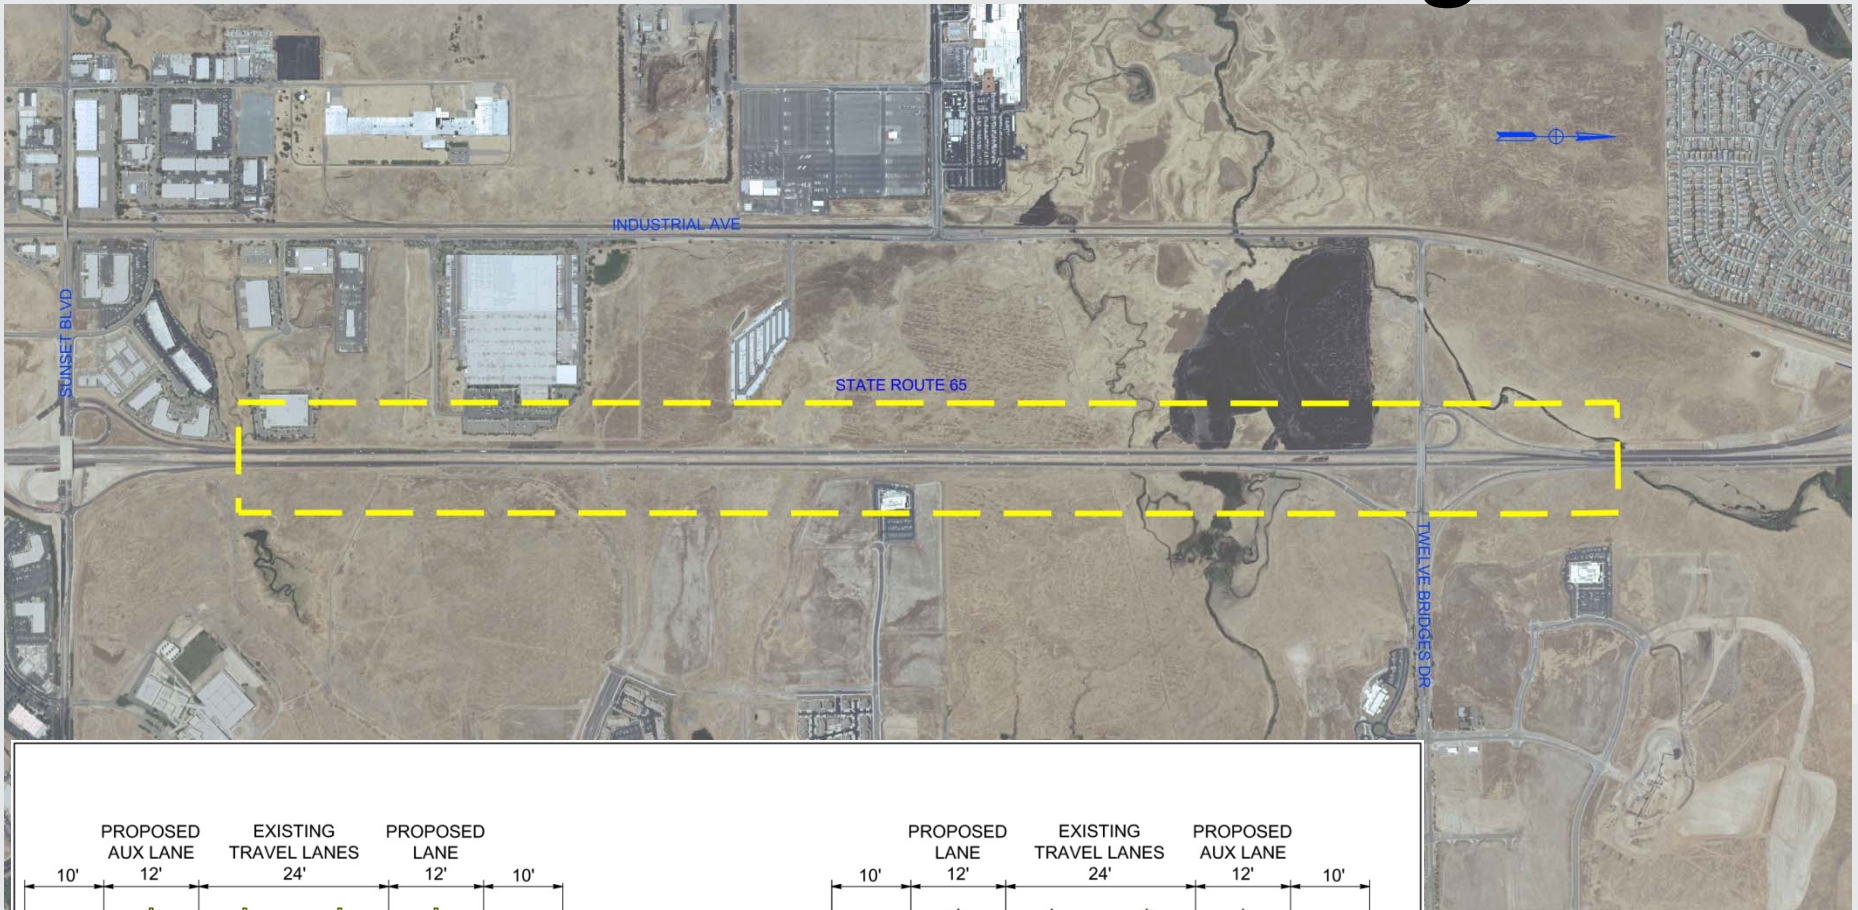 INDUSTRIAL AVE
SUNSET BLVD
STATE ROUTE 65
TWELVE BRIDGES DR
PROPOSED AUX LANE
EXISTING TRAVEL LANES
PROPOSED LANE
10' 12' 24' 12' 10'
PROPOSED LANE
EXISTING TRAVEL LANES
PROPOSED AUX LANE
10' 12' 24' 12' 10'